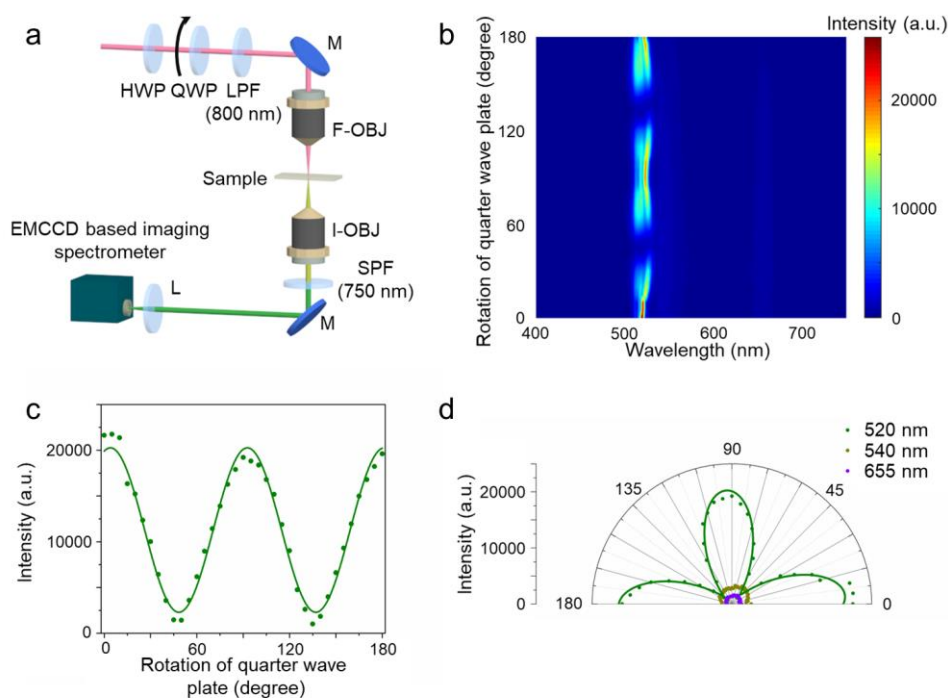 a
M
HWP QWP LPF
(800 nm)
F-OBJ
Sample
I-OBJ
EMCCD based imaging
spectrometer
L
SPF
(750 nm)
M
b
Intensity (a.u.)
Rotation of quarter wave plate (degree)
180
120
60
0
400
500
600
700
Wavelength (nm)
20000
10000
0
c
Intensity (a.u.)
20000
10000
0
0
60
120
180
Rotation of quarter wave
plate (degree)
d
520 nm
540 nm
655 nm
Intensity (a.u.)
20000
10000
0
180
135
90
45
0